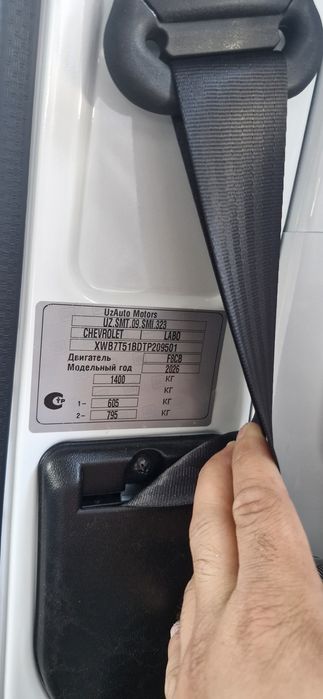 UzAuto Motors
UZ.SMT.09.SMI.323
CHEVROLET LABO
XWB7T51BDTP209501
Двигатель F8CB
Модельный год 2026
1400 КГ
КГ
1– 605 КГ
2– 795 КГ